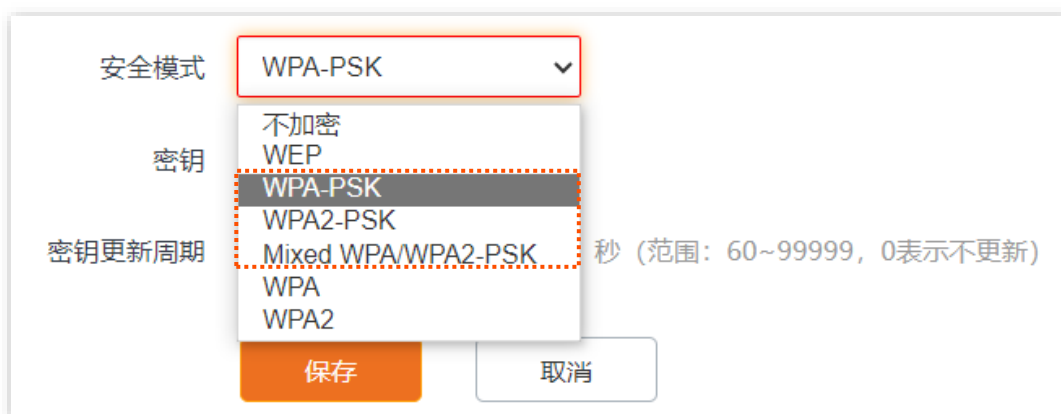 安全模式 WPA-PSK
不加密
密钥 WEP
WPA-PSK
WPA2-PSK
密钥更新周期 Mixed WPA/WPA2-PSK 秒 (范围：60~99999，0表示不更新)
WPA
WPA2
保存 取消